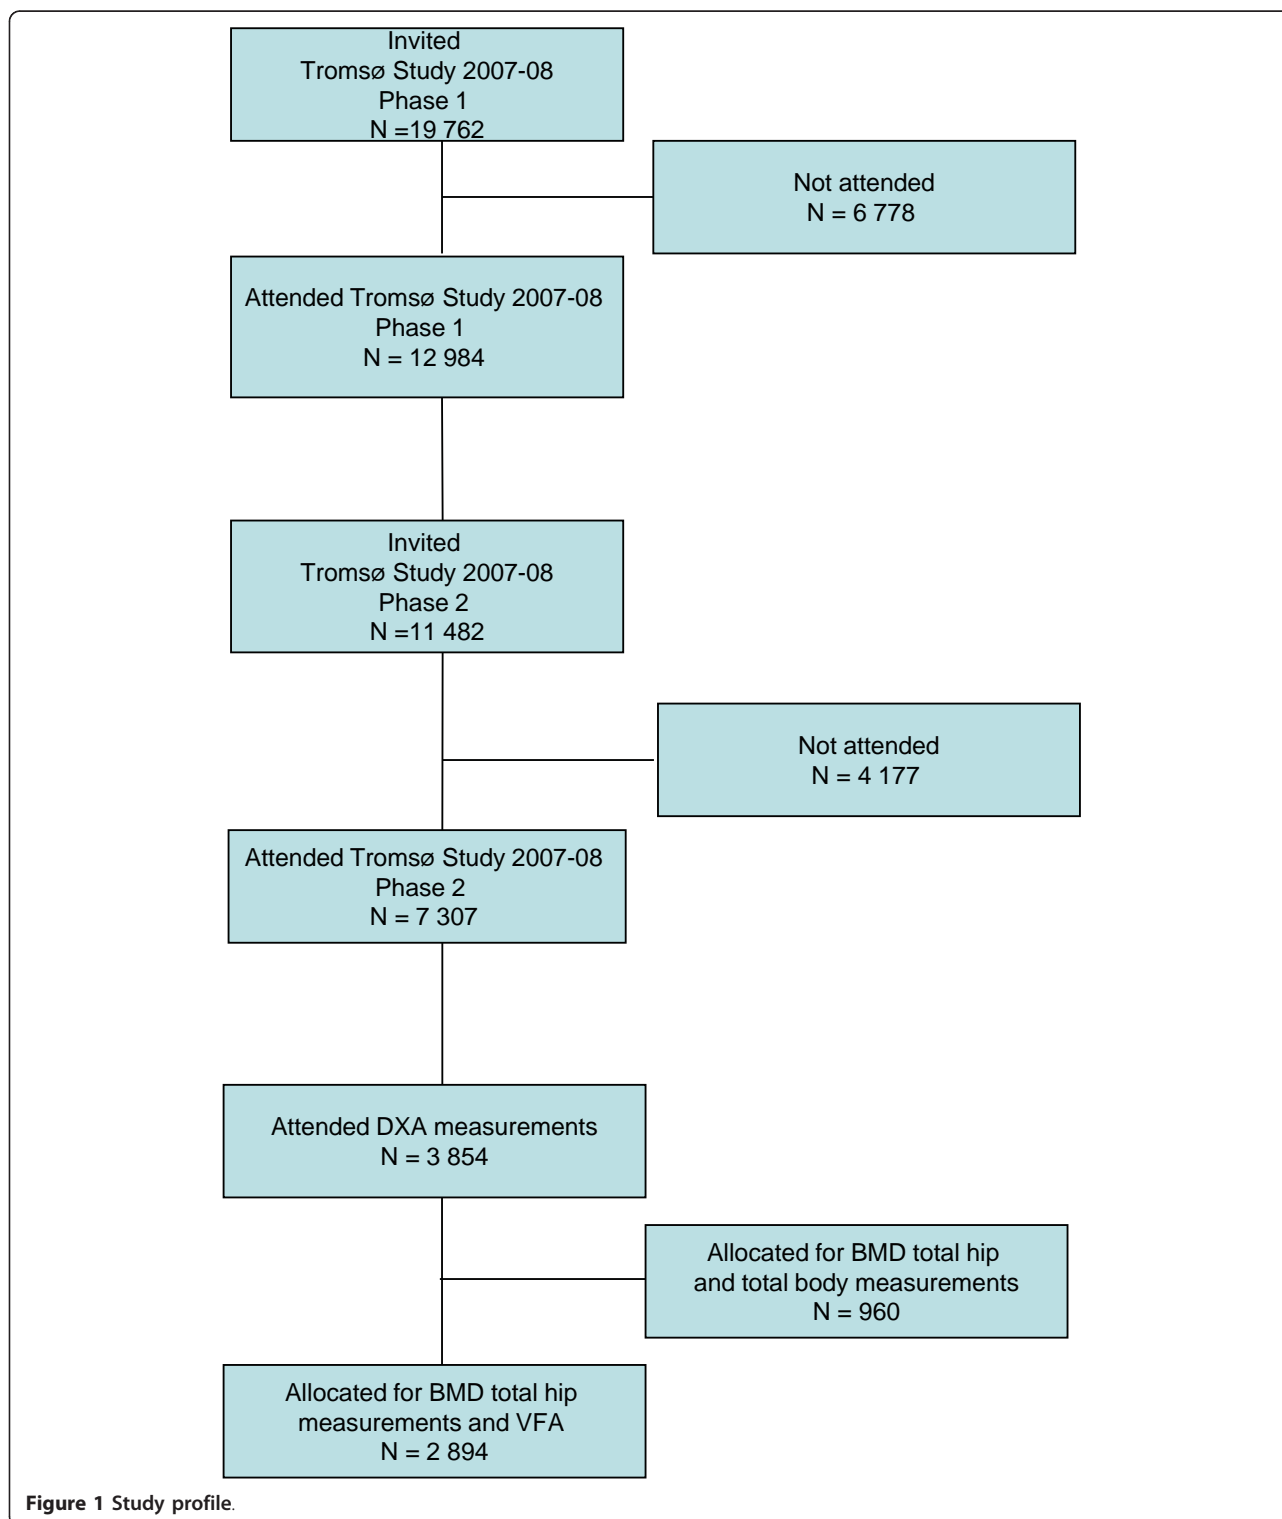 Invited
Tromsø Study 2007-08
Phase 1
N =19 762
Not attended
N = 6 778
Attended Tromsø Study 2007-08
Phase 1
N = 12 984
Invited
Tromsø Study 2007-08
Phase 2
N =11 482
Not attended
N = 4 177
Attended Tromsø Study 2007-08
Phase 2
N = 7 307
Attended DXA measurements
N = 3 854
Allocated for BMD total hip
and total body measurements
N = 960
Allocated for BMD total hip
measurements and VFA
N = 2 894
Figure 1 Study profile.